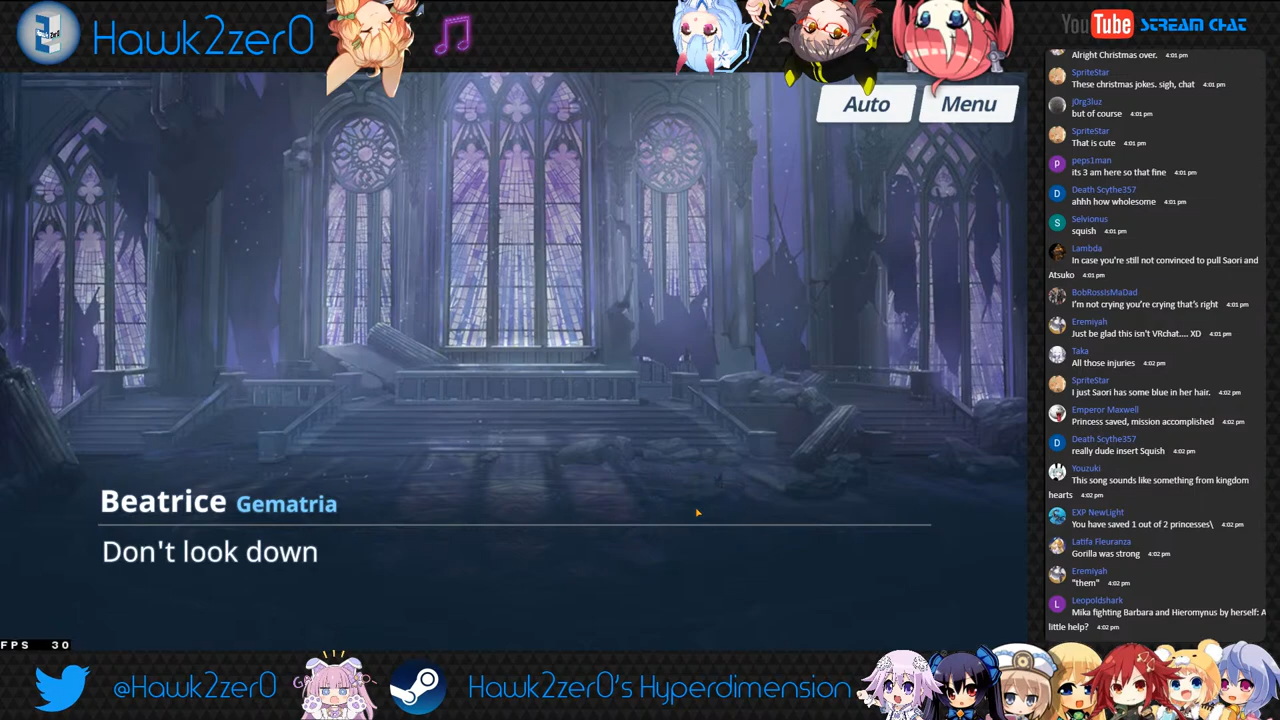 Hawk2zer0
You Tube STREAM CHAT
Auto
Menu
Alright Christmas over. 4:01 pm
SpriteStar
These christmas jokes. sigh, chat 4:01 pm
j0rg3luz
but of course 4:01 pm
SpriteStar
That is cute 4:01 pm
peps1man
its 3 am here so that fine 4:01 pm
Death Scythe357
ahhh how wholesome 4:01 pm
Selvionus
squish 4:01 pm
Lambda
In case you're still not convinced to pull Saori and
Atsuko 4:01 pm
BobRossIsMaDad
I'm not crying you're crying that's right 4:01 pm
Eremiyah
Just be glad this isn't VRchat.... XD 4:01 pm
Taka
All those injuries 4:02 pm
SpriteStar
I just Saori has some blue in her hair. 4:02 pm
Emperor Maxwell
Princess saved, mission accomplished 4:02 pm
Death Scythe357
really dude insert Squish 4:02 pm
Youzuki
This song sounds like something from kingdom
hearts 4:02 pm
EXP NewLight
You have saved 1 out of 2 princesses\ 4:02 pm
Latifa Fleuranza
Gorilla was strong 4:02 pm
Eremiyah
"them" 4:02 pm
Leopoldshark
Mika fighting Barbara and Hieromynus by herself: A
little help? 4:02 pm
Beatrice Gematria
Don't look down
FPS 30
@Hawk2zer0
Hawk2zer0's Hyperdimension